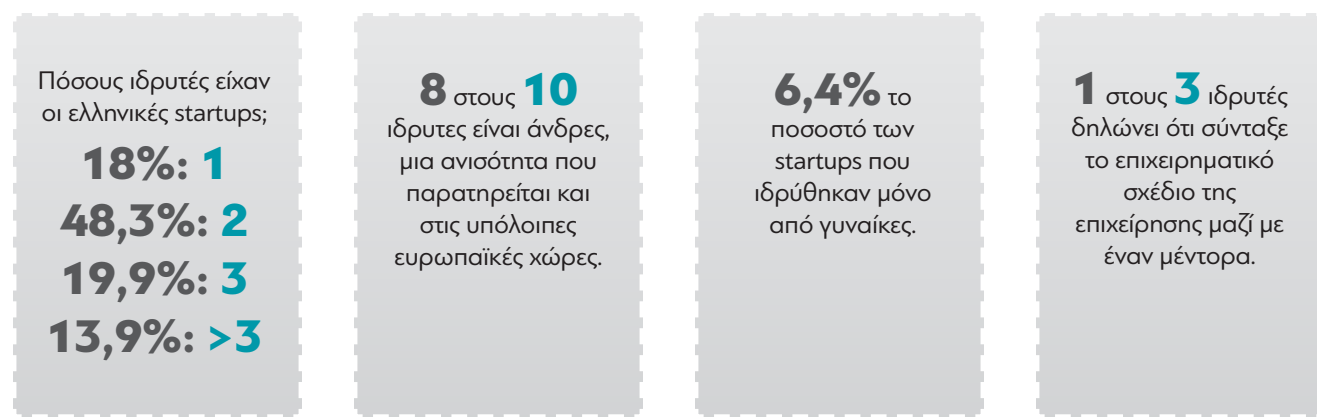 Πόσους ιδρυτές είχαν
οι ελληνικές startups;
18%: 1
48,3%: 2
19,9%: 3
13,9%: >3
8 στους 10
ιδρυτες είναι άνδρες,
μια ανισότητα που
παρατηρείται και
στις υπόλοιπες
ευρωπαϊκές χώρες.
6,4% το
ποσοστό των
startups που
ιδρύθηκαν μόνο
από γυναίκες.
1 στους 3 ιδρυτές
δηλώνει ότι σύνταξε
το επιχειρηματικό
σχέδιο της
επιχείρησης μαζί με
έναν μέντορα.